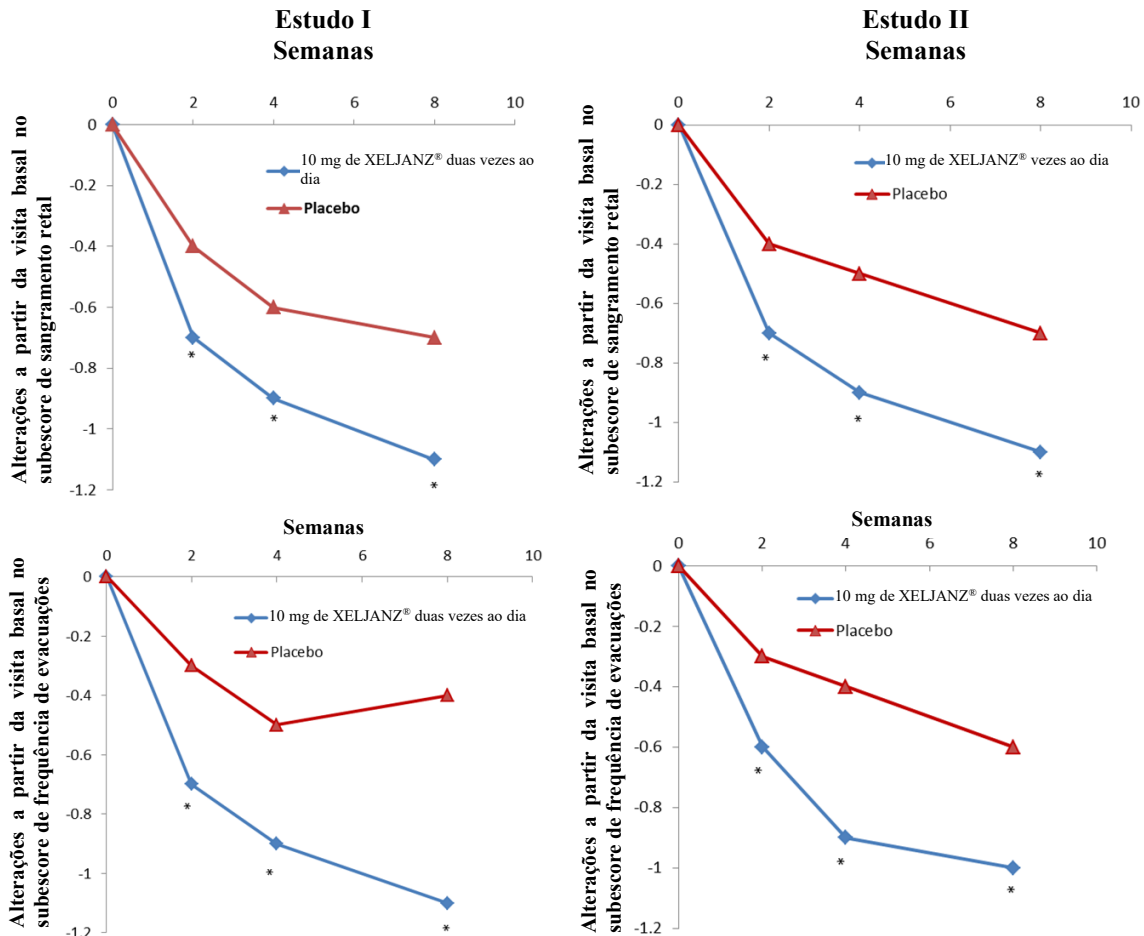 Estudo I
Semanas
0 2 4 6 8 10
0
-0.2
-0.4
-0.6
-0.8
-1
-1.2
Alterações a partir da visita basal no
subescore de sangramento retal
10 mg de XELJANZ® duas vezes ao
dia
Placebo
*
*
*
Estudo II
Semanas
0 2 4 6 8 10
0
-0.2
-0.4
-0.6
-0.8
-1
-1.2
Alterações a partir da visita basal no
subescore de sangramento retal
10 mg de XELJANZ® vezes ao dia
Placebo
*
*
*
Semanas
0 2 4 6 8 10
0
-0.2
-0.4
-0.6
-0.8
-1
-1.2
Alterações a partir da visita basal no
subescore de frequência de evacuações
10 mg de XELJANZ® duas vezes ao dia
Placebo
*
*
*
Semanas
0 2 4 6 8 10
0
-0.2
-0.4
-0.6
-0.8
-1
-1.2
Alterações a partir da visita basal no
subescore de frequência de evacuações
10 mg de XELJANZ® duas vezes ao dia
Placebo
*
*
*